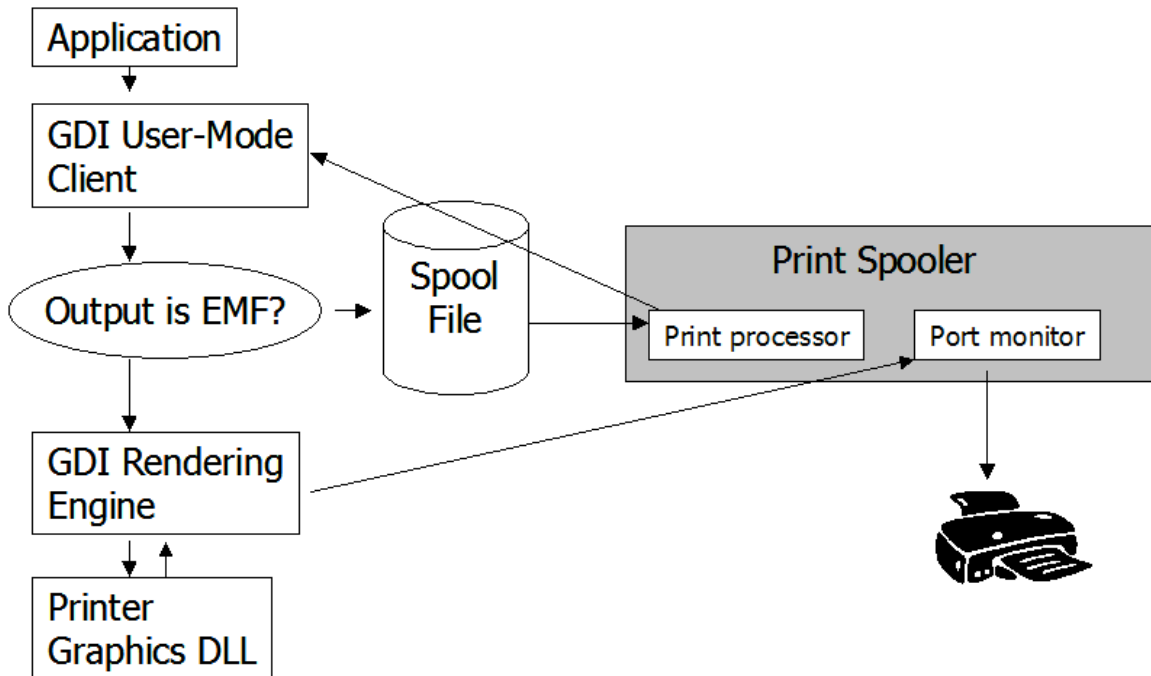 Application
GDI User-Mode
Client
Output is EMF?
Spool
File
Print Spooler
Print processor
Port monitor
GDI Rendering
Engine
Printer
Graphics DLL